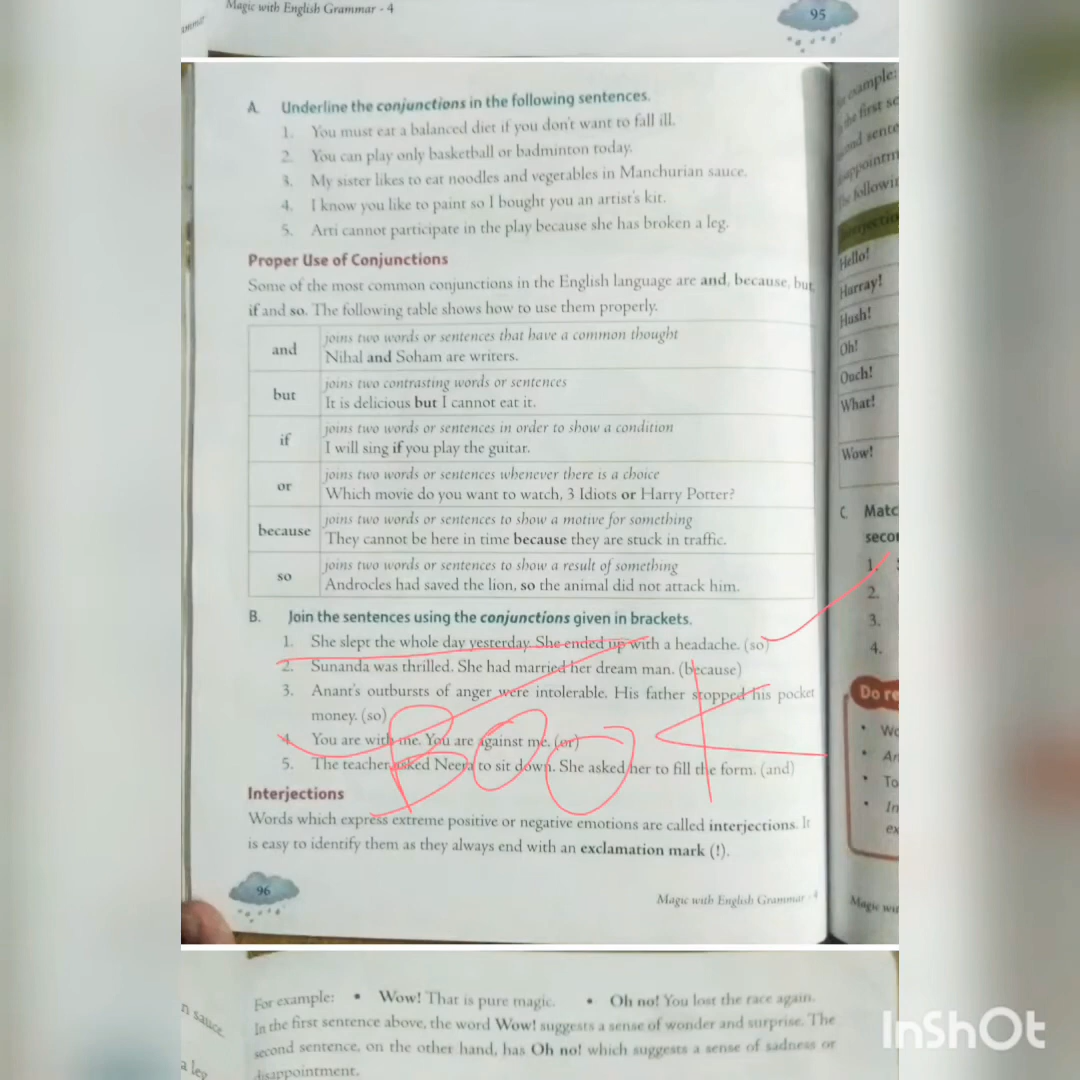 Magic with English Grammar - 4
95
A. Underline the conjunctions in the following sentences.
1. You must eat a balanced diet if you don't want to fall ill.
2. You can play only basketball or badminton today.
3. My sister likes to eat noodles and vegetables in Manchurian sauce.
4. I know you like to paint so I bought you an artist's kit.
5. Arti cannot participate in the play because she has broken a leg.
Proper Use of Conjunctions
Some of the most common conjunctions in the English language are and, because, but,
if and so. The following table shows how to use them properly.
and
joins two words or sentences that have a common thought
Nihal and Soham are writers.
but
joins two contrasting words or sentences
It is delicious but I cannot eat it.
if
joins two words or sentences in order to show a condition
I will sing if you play the guitar.
or
joins two words or sentences whenever there is a choice
Which movie do you want to watch, 3 Idiots or Harry Potter?
because
joins two words or sentences to show a motive for something
They cannot be here in time because they are stuck in traffic.
so
joins two words or sentences to show a result of something
Androcles had saved the lion, so the animal did not attack him.
B. Join the sentences using the conjunctions given in brackets.
1. She slept the whole day yesterday. She ended up with a headache. (so)
2. Sunanda was thrilled. She had married her dream man. (because)
3. Anant's outbursts of anger were intolerable. His father stopped his pocket
money. (so)
4. You are with me. You are against me. (or)
5. The teacher asked Neera to sit down. She asked her to fill the form. (and)
BOOK
Interjections
Words which express extreme positive or negative emotions are called interjections. It
is easy to identify them as they always end with an exclamation mark (!).
96
Magic with English Grammar - 4
example:
the first
Hello!
Hurray!
Hush!
Oh!
Ouch!
What!
Wow!
C.
1.
2.
3.
4.
Do
To
In
Magic
n sauce.
a leg
For example: • Wow! That is pure magic. • Oh no! You lost the race again.
In the first sentence above, the word Wow! suggests a sense of wonder and surprise. The
second sentence, on the other hand, has Oh no! which suggests a sense of sadness or
disappointment.
InShOt